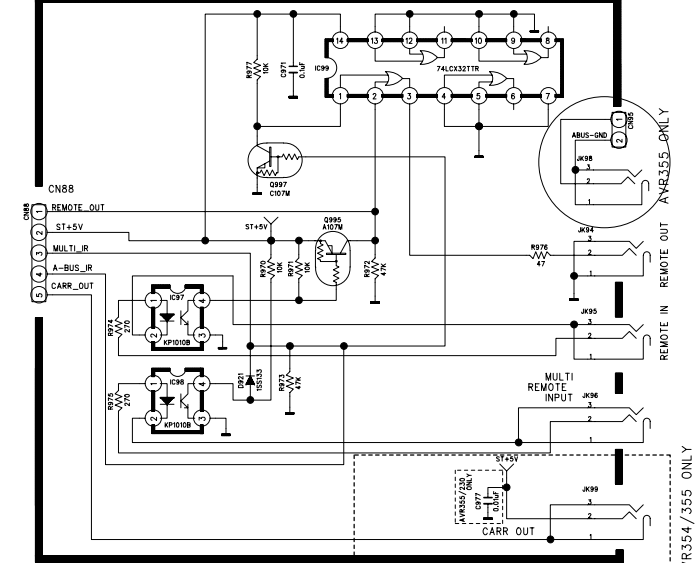 14
13
12
11
10
9
8
IC99
74LCX32TTR
1
2
3
4
5
6
7
R977
10K
C971
0.1uF
Q997
C107M
CN95
1
2
ABUS-GND
JK98
3
2
1
AVR355 ONLY
CN88
CN88
1
REMOTE_OUT
2
ST+5V
3
MULTI_IR
4
A-BUS_IR
5
CARR_OUT
ST+5V
Q995
A107M
R970
10K
R971
10K
R972
47K
R976
47
JK94
3
2
1
REMOTE OUT
IC97
1
4
2
3
KP1010B
R974
270
JK95
3
2
1
REMOTE IN
IC98
1
4
2
3
KP1010B
R975
270
D921
1SS133
R973
47K
MULTI
REMOTE
INPUT
JK96
3
2
1
ST+5V
AVR355/230
ONLY
C977
0.01uF
CARR OUT
JK99
3
2
1
R354/355 ONLY